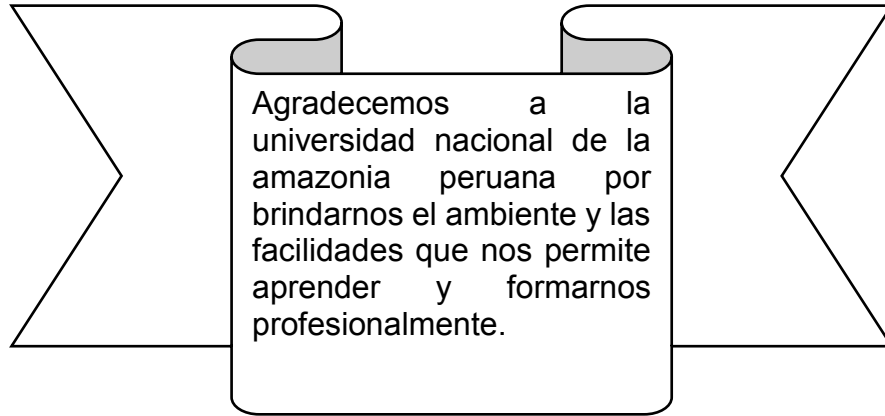 Agradecemos a la
universidad nacional de la
amazonia peruana por
brindarnos el ambiente y las
facilidades que nos permite
aprender y formarnos
profesionalmente.